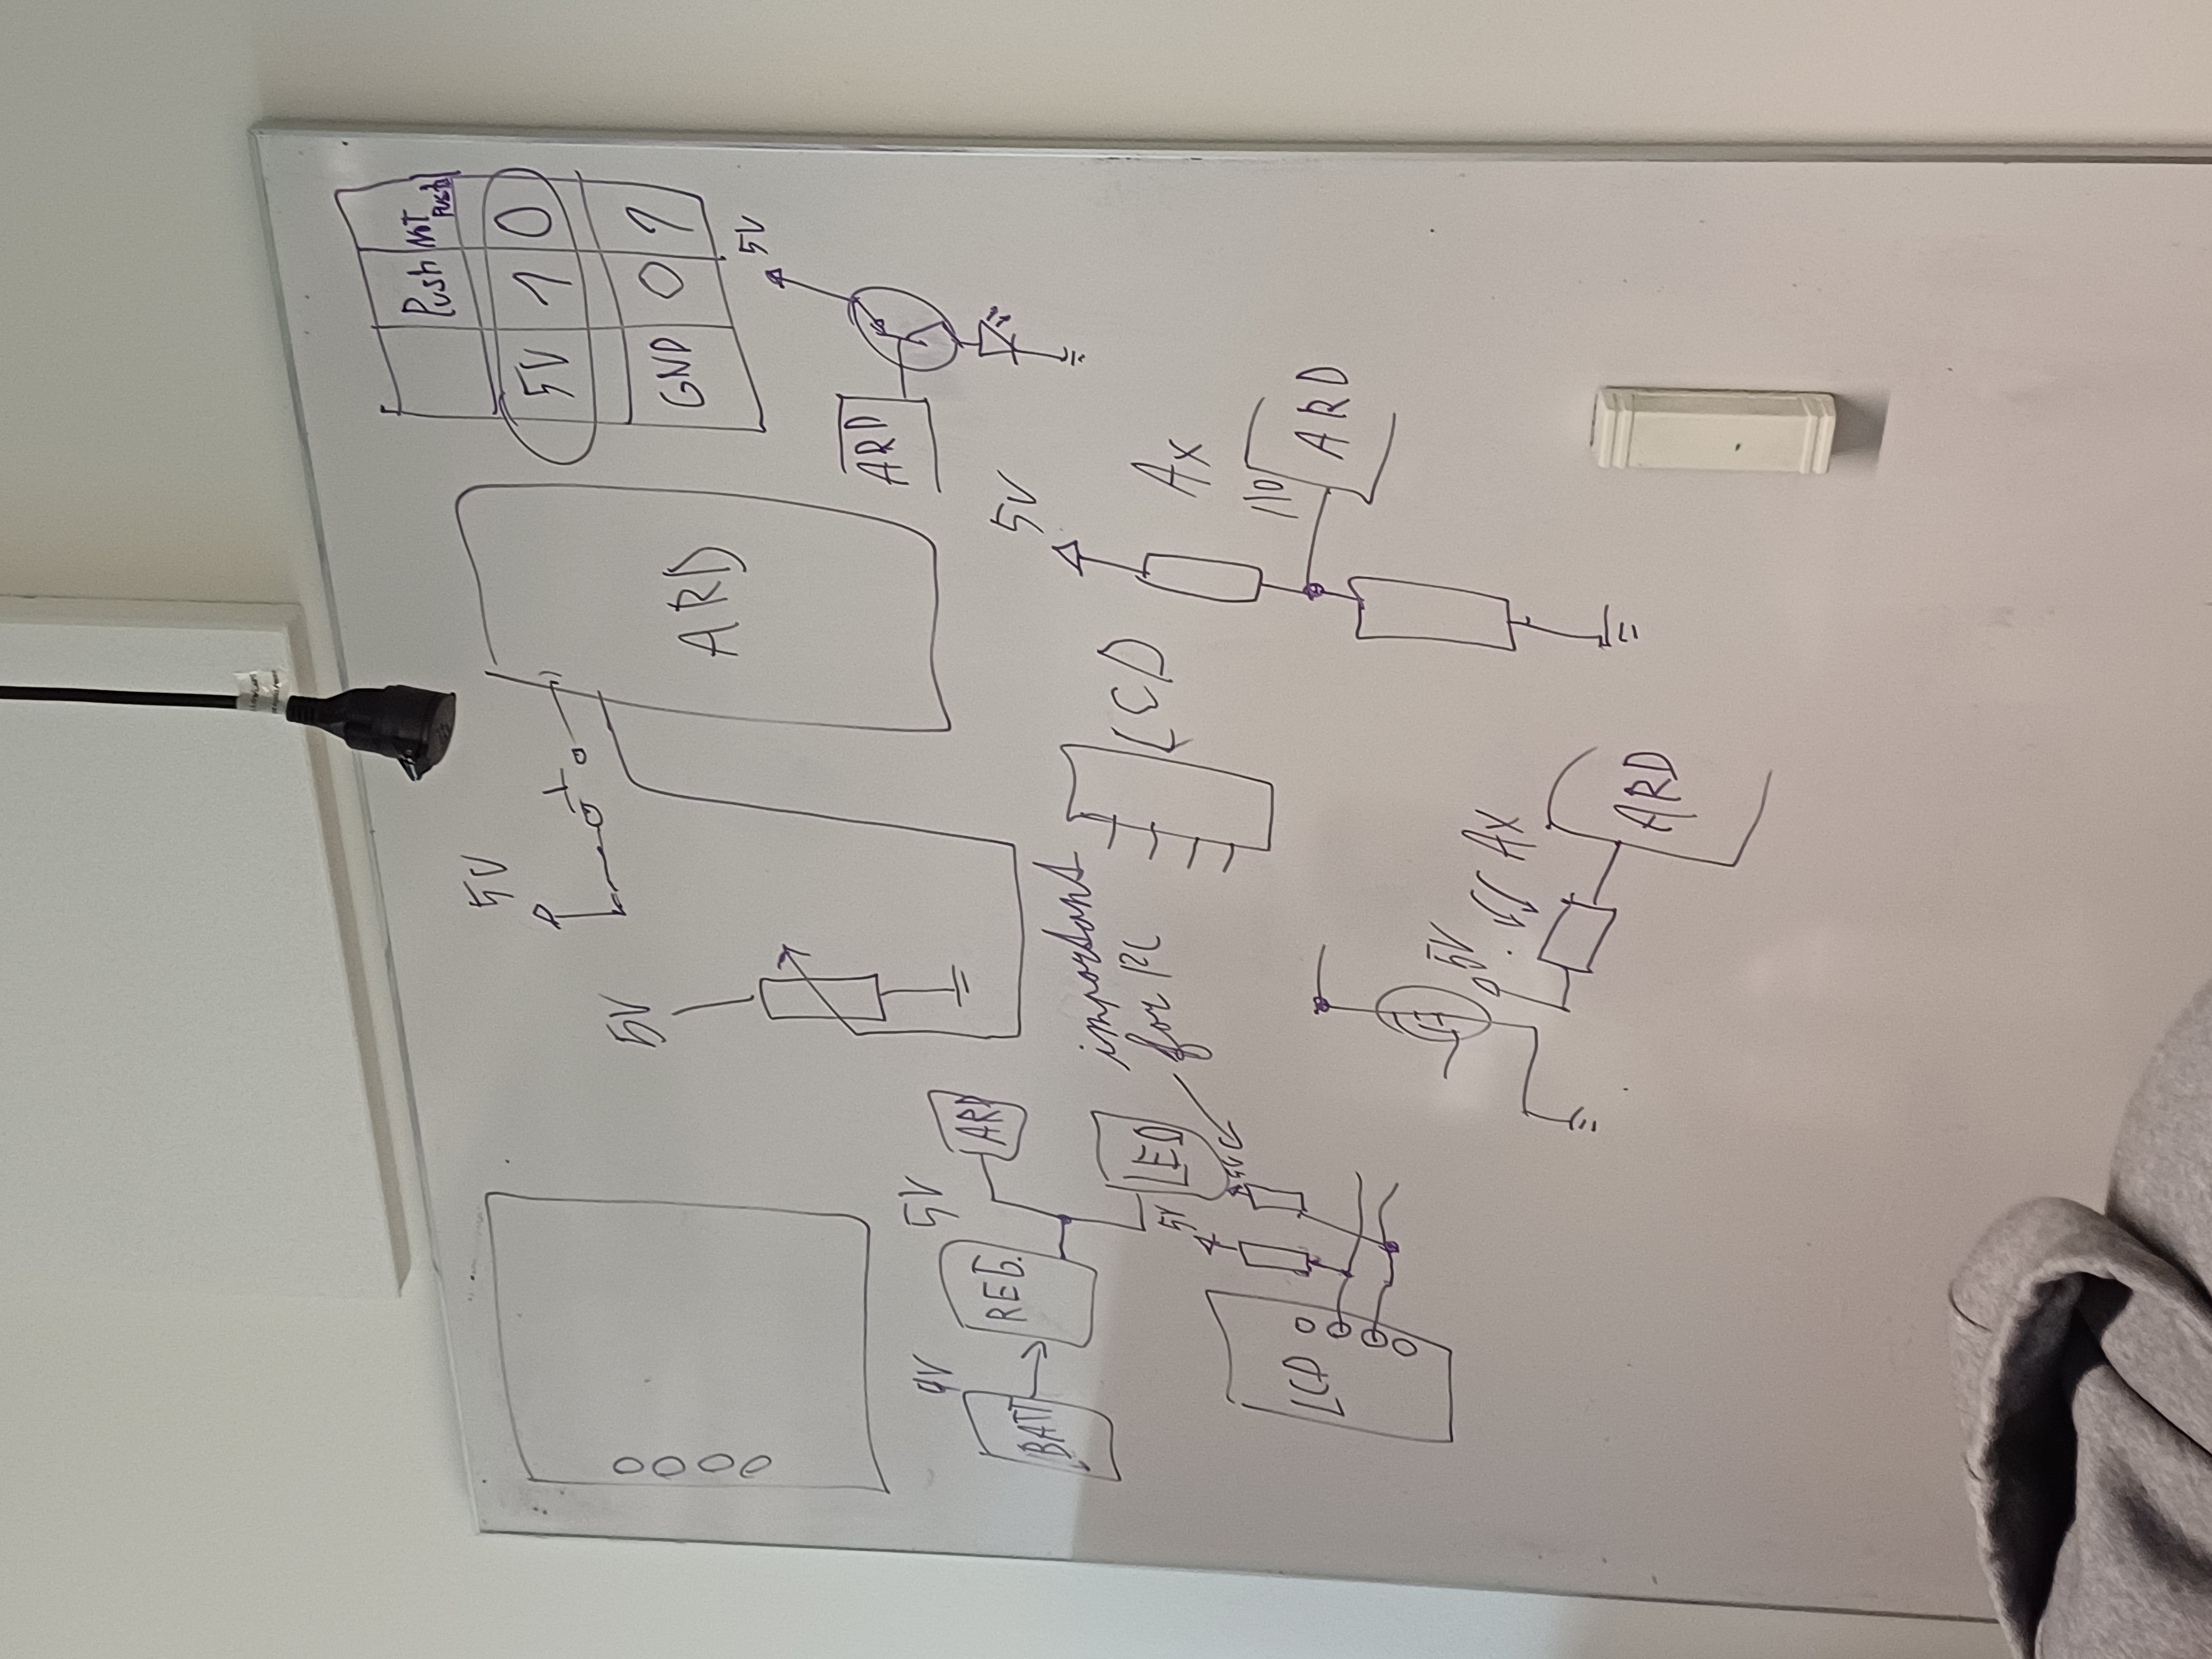 Push NOT PUSH
5V 1 0
GND 0 1
5V
5V
ARD
5V
ARD
9V
5V
BATT
REG.
ARD
LED
important
for I2C
5V
5V
LCD
LCD
5V
Ax
I/O
ARD
5V
Ax
ARD